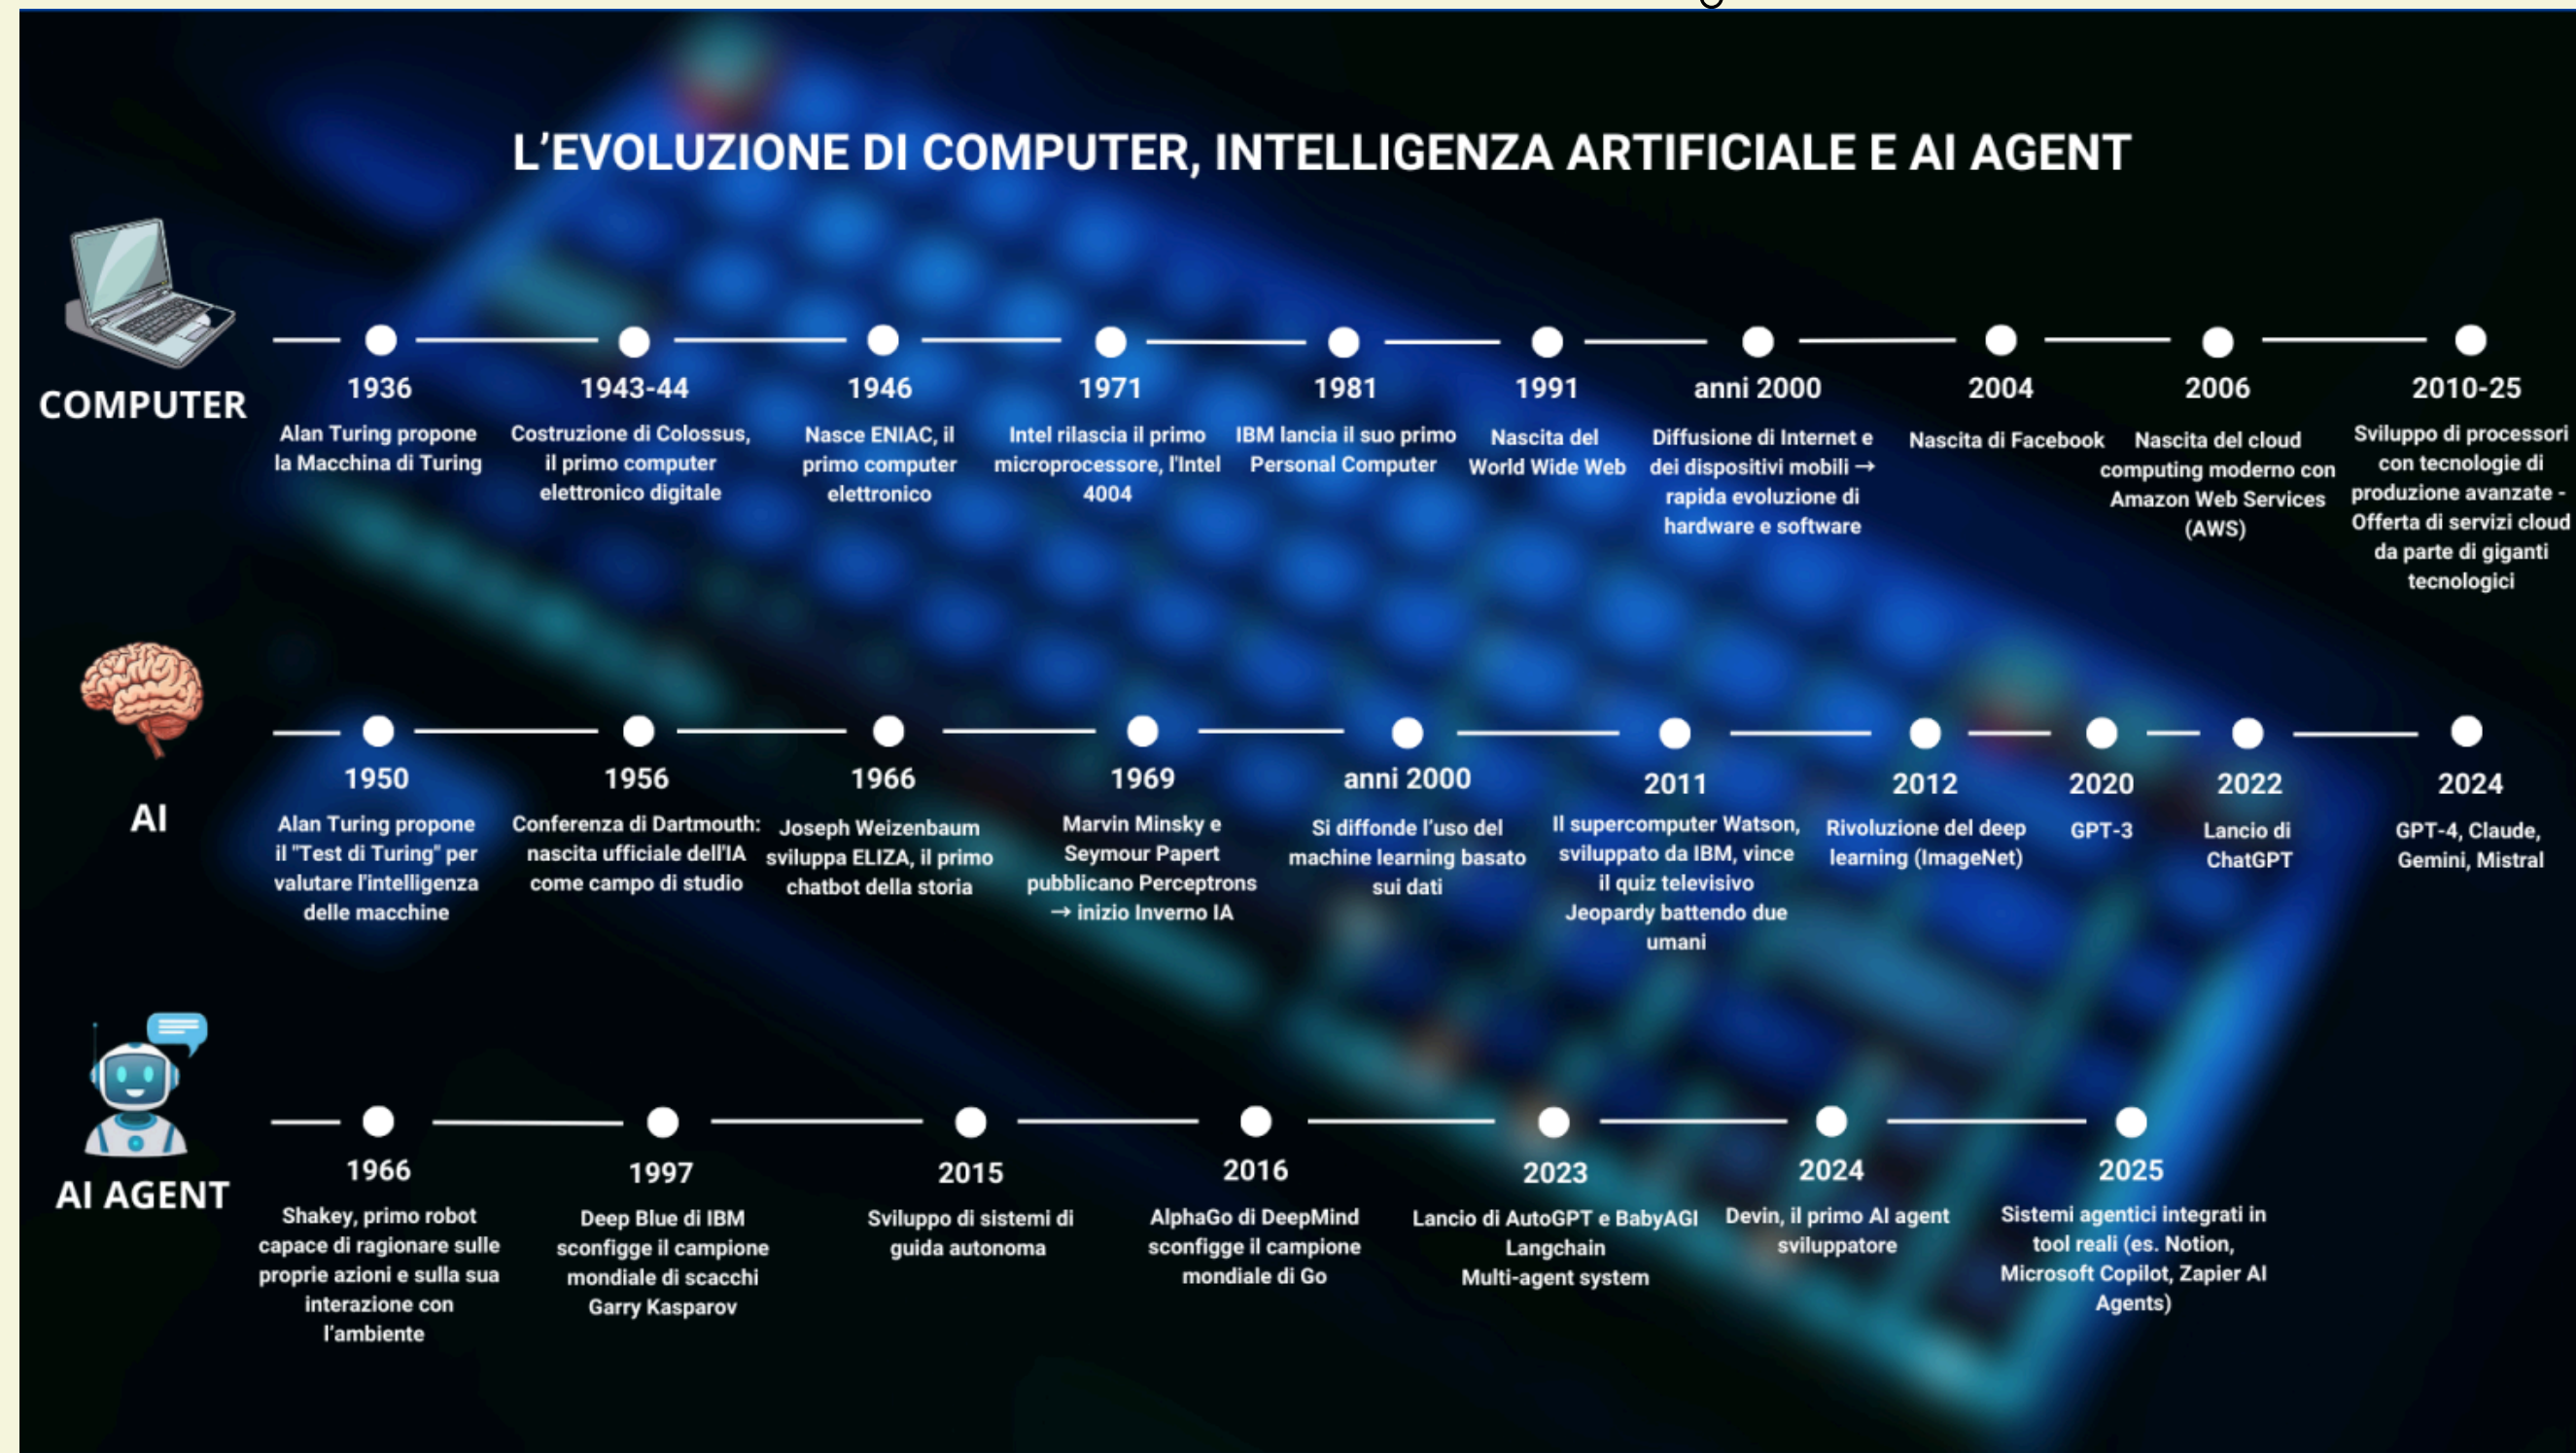 L'EVOLUZIONE DI COMPUTER, INTELLIGENZA ARTIFICIALE E AI AGENT
COMPUTER
1936
Alan Turing propone
la Macchina di Turing
1943-44
Costruzione di Colossus,
il primo computer
elettronico digitale
1946
Nasce ENIAC, il
primo computer
elettronico
1971
Intel rilascia il primo
microprocessore, l'Intel
4004
1981
IBM lancia il suo primo
Personal Computer
1991
Nascita del
World Wide Web
anni 2000
Diffusione di Internet e
dei dispositivi mobili →
rapida evoluzione di
hardware e software
2004
Nascita di Facebook
2006
Nascita del cloud
computing moderno con
Amazon Web Services
(AWS)
2010-25
Sviluppo di processori
con tecnologie di
produzione avanzate -
Offerta di servizi cloud
da parte di giganti
tecnologici
AI
1950
Alan Turing propone
il "Test di Turing" per
valutare l'intelligenza
delle macchine
1956
Conferenza di Dartmouth:
nascita ufficiale dell'IA
come campo di studio
1966
Joseph Weizenbaum
sviluppa ELIZA, il primo
chatbot della storia
1969
Marvin Minsky e
Seymour Papert
pubblicano Perceptrons
→ inizio Inverno IA
anni 2000
Si diffonde l'uso del
machine learning basato
sui dati
2011
Il supercomputer Watson,
sviluppato da IBM, vince
il quiz televisivo
Jeopardy battendo due
umani
2012
Rivoluzione del deep
learning (ImageNet)
2020
GPT-3
2022
Lancio di
ChatGPT
2024
GPT-4, Claude,
Gemini, Mistral
AI AGENT
1966
Shakey, primo robot
capace di ragionare sulle
proprie azioni e sulla sua
interazione con
l'ambiente
1997
Deep Blue di IBM
sconfigge il campione
mondiale di scacchi
Garry Kasparov
2015
Sviluppo di sistemi di
guida autonoma
2016
AlphaGo di DeepMind
sconfigge il campione
mondiale di Go
2023
Lancio di AutoGPT e BabyAGI
Langchain
Multi-agent system
2024
Devin, il primo AI agent
sviluppatore
2025
Sistemi agentici integrati in
tool reali (es. Notion,
Microsoft Copilot, Zapier AI
Agents)